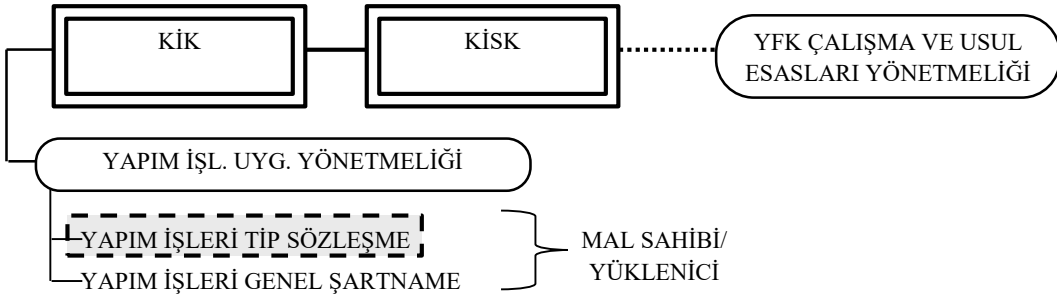 KİK
KİSK
YFK ÇALIŞMA VE USUL
ESASLARI YÖNETMELİĞİ
YAPIM İŞL. UYG. YÖNETMELİĞİ
YAPIM İŞLERİ TİP SÖZLEŞME
YAPIM İŞLERİ GENEL ŞARTNAME
MAL SAHİBİ/
YÜKLENİCİ